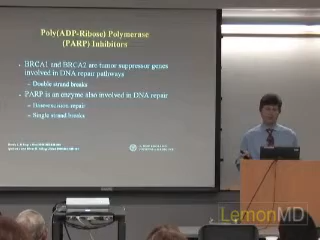 Poly(ADP-Ribose) Polymerase
(PARP) Inhibitors
- BRCA1 and BRCA2 are tumor suppressor genes
involved in DNA repair pathways
– Double strand breaks
- PARP is an enzyme also involved in DNA repair
– Base-excision repair
– Single strand breaks
LemonMD